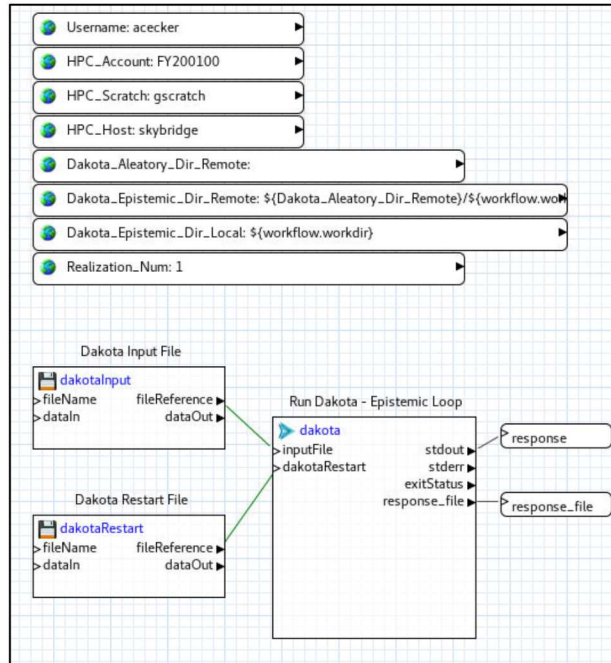 Username: acecker
HPC_Account: FY200100
HPC_Scratch: gscratch
HPC_Host: skybridge
Dakota_Aleatory_Dir_Remote:
Dakota_Epistemic_Dir_Remote: ${Dakota_Aleatory_Dir_Remote}/${workflow.wor
Dakota_Epistemic_Dir_Local: ${workflow.workdir}
Realization_Num: 1
Dakota Input File
dakotaInput
fileName fileReference
dataIn dataOut
Run Dakota - Epistemic Loop
dakota
inputFile stdout
dakotaRestart stderr
exitStatus
response_file
response
response_file
Dakota Restart File
dakotaRestart
fileName fileReference
dataIn dataOut